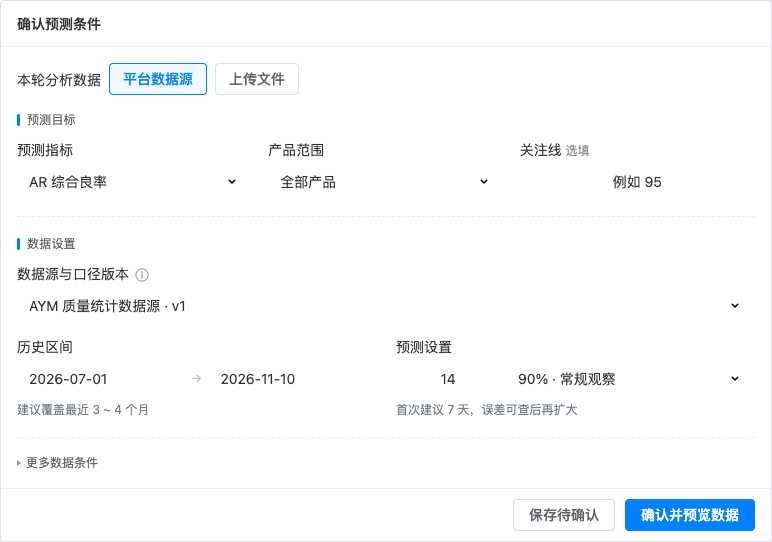 确认预测条件
本轮分析数据 平台数据源 上传文件
预测目标
预测指标 产品范围 关注线 选填
AR 综合良率 全部产品 例如 95
数据设置
数据源与口径版本
AYM 质量统计数据源 · v1
历史区间 预测设置
2026-07-01 → 2026-11-10 14 90% · 常规观察
建议覆盖最近 3 ~ 4 个月 首次建议 7 天，误差可查后再扩大
更多数据条件
保存待确认 确认并预览数据